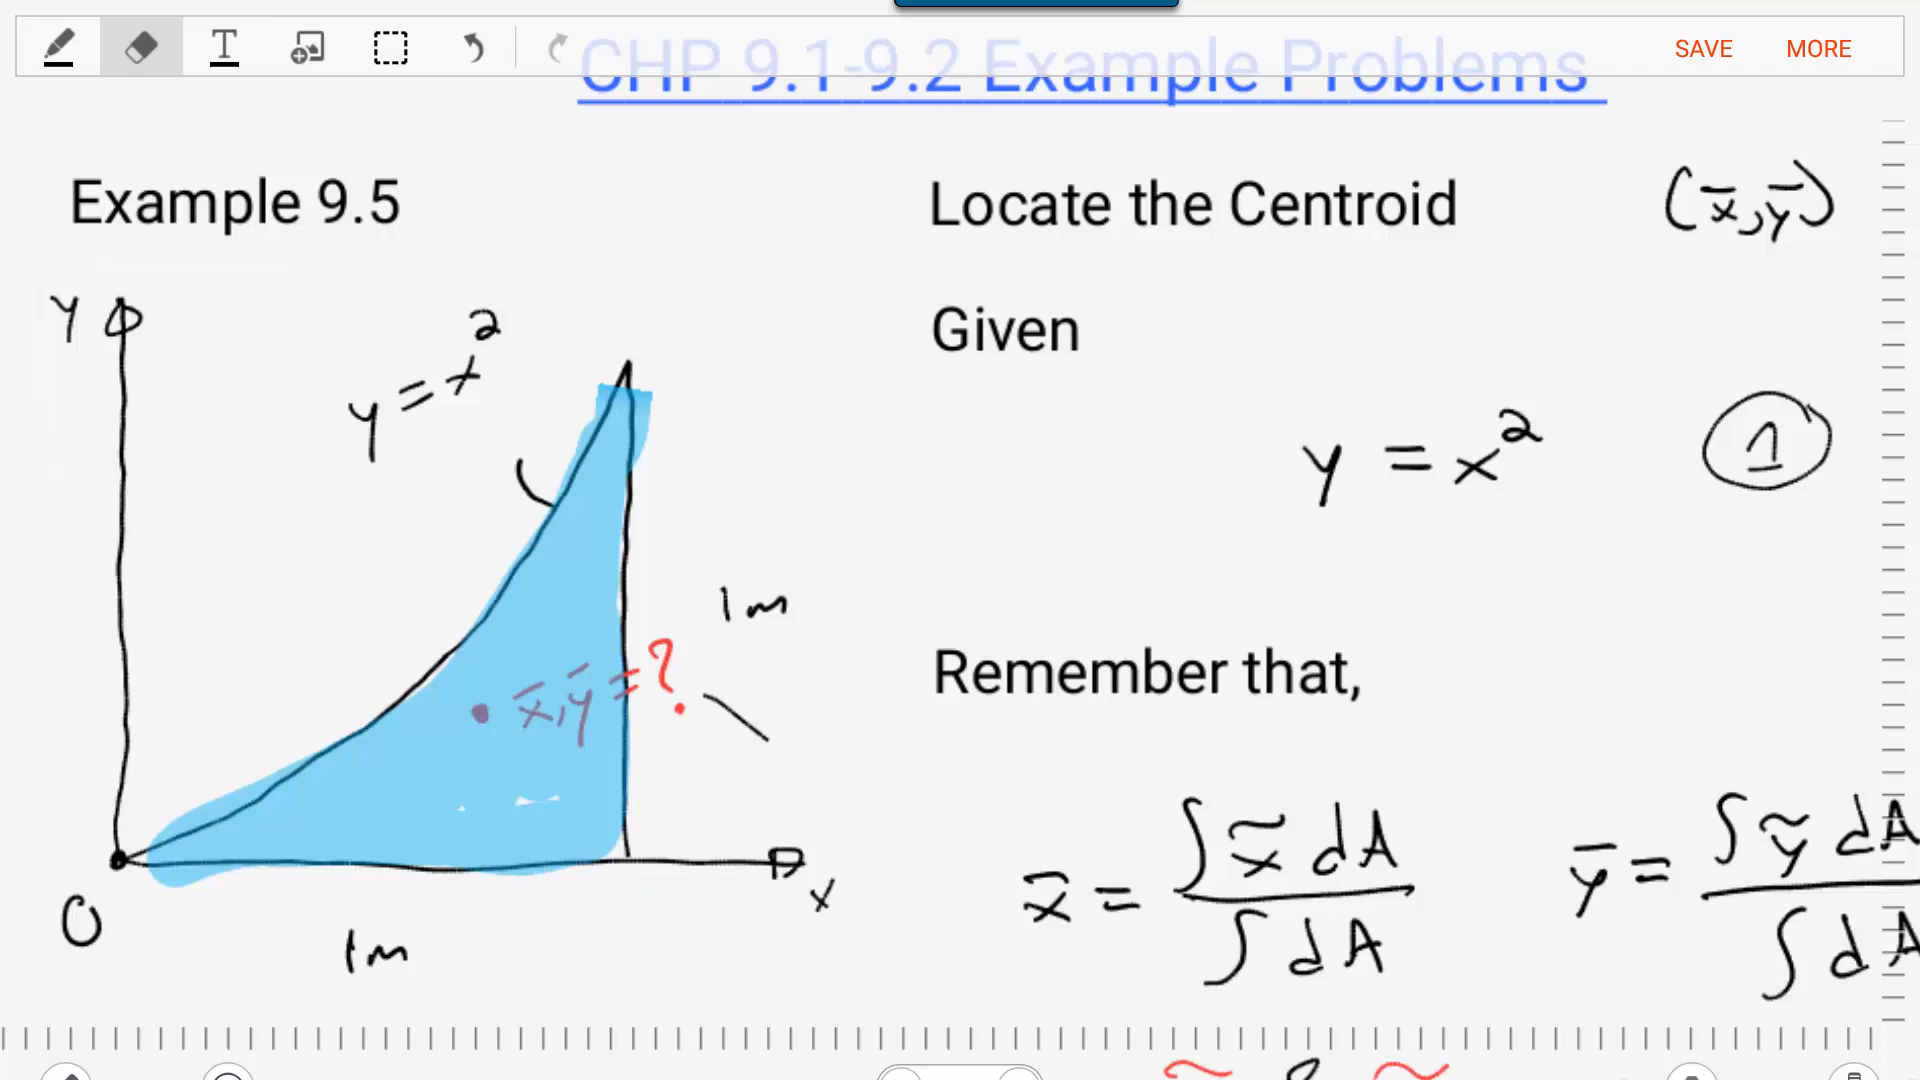 SAVE MORE
CHP 9.1-9.2 Example Problems
Example 9.5
Locate the Centroid (x̄,ȳ)
Given
y = x² ①
Remember that,
x̄ = ∫ x̃ dA / ∫ dA ȳ = ∫ ỹ dA / ∫ dA
Y
y = x²
1m
x̄,ȳ =?
X
O
1m
T